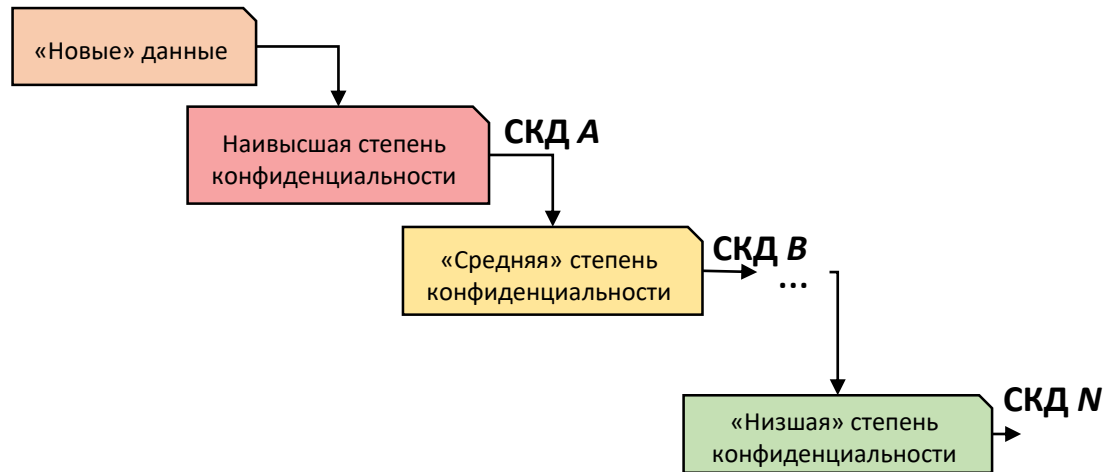 «Новые» данные
Наивысшая степень
конфиденциальности
СКД A
«Средняя» степень
конфиденциальности
СКД B
...
«Низшая» степень
конфиденциальности
СКД N